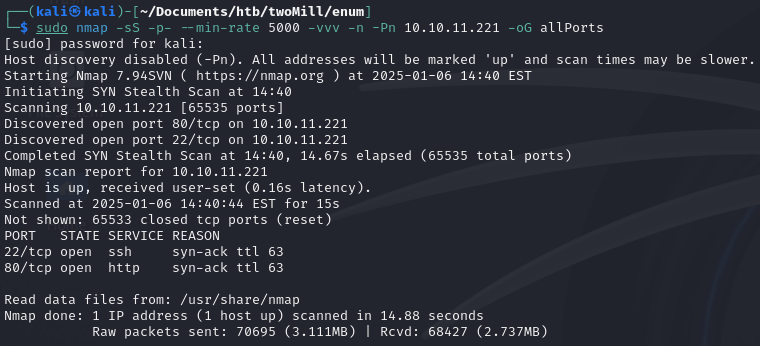 ┌──(kali㉿kali)-[~/Documents/htb/twoMill/enum]
└─$ sudo nmap -sS -p- --min-rate 5000 -vvv -n -Pn 10.10.11.221 -oG allPorts
[sudo] password for kali:
Host discovery disabled (-Pn). All addresses will be marked 'up' and scan times may be slower.
Starting Nmap 7.94SVN ( https://nmap.org ) at 2025-01-06 14:40 EST
Initiating SYN Stealth Scan at 14:40
Scanning 10.10.11.221 [65535 ports]
Discovered open port 80/tcp on 10.10.11.221
Discovered open port 22/tcp on 10.10.11.221
Completed SYN Stealth Scan at 14:40, 14.67s elapsed (65535 total ports)
Nmap scan report for 10.10.11.221
Host is up, received user-set (0.16s latency).
Scanned at 2025-01-06 14:40:44 EST for 15s
Not shown: 65533 closed tcp ports (reset)
PORT   STATE SERVICE REASON
22/tcp open  ssh     syn-ack ttl 63
80/tcp open  http    syn-ack ttl 63
Read data files from: /usr/share/nmap
Nmap done: 1 IP address (1 host up) scanned in 14.88 seconds
           Raw packets sent: 70695 (3.111MB) | Rcvd: 68427 (2.737MB)